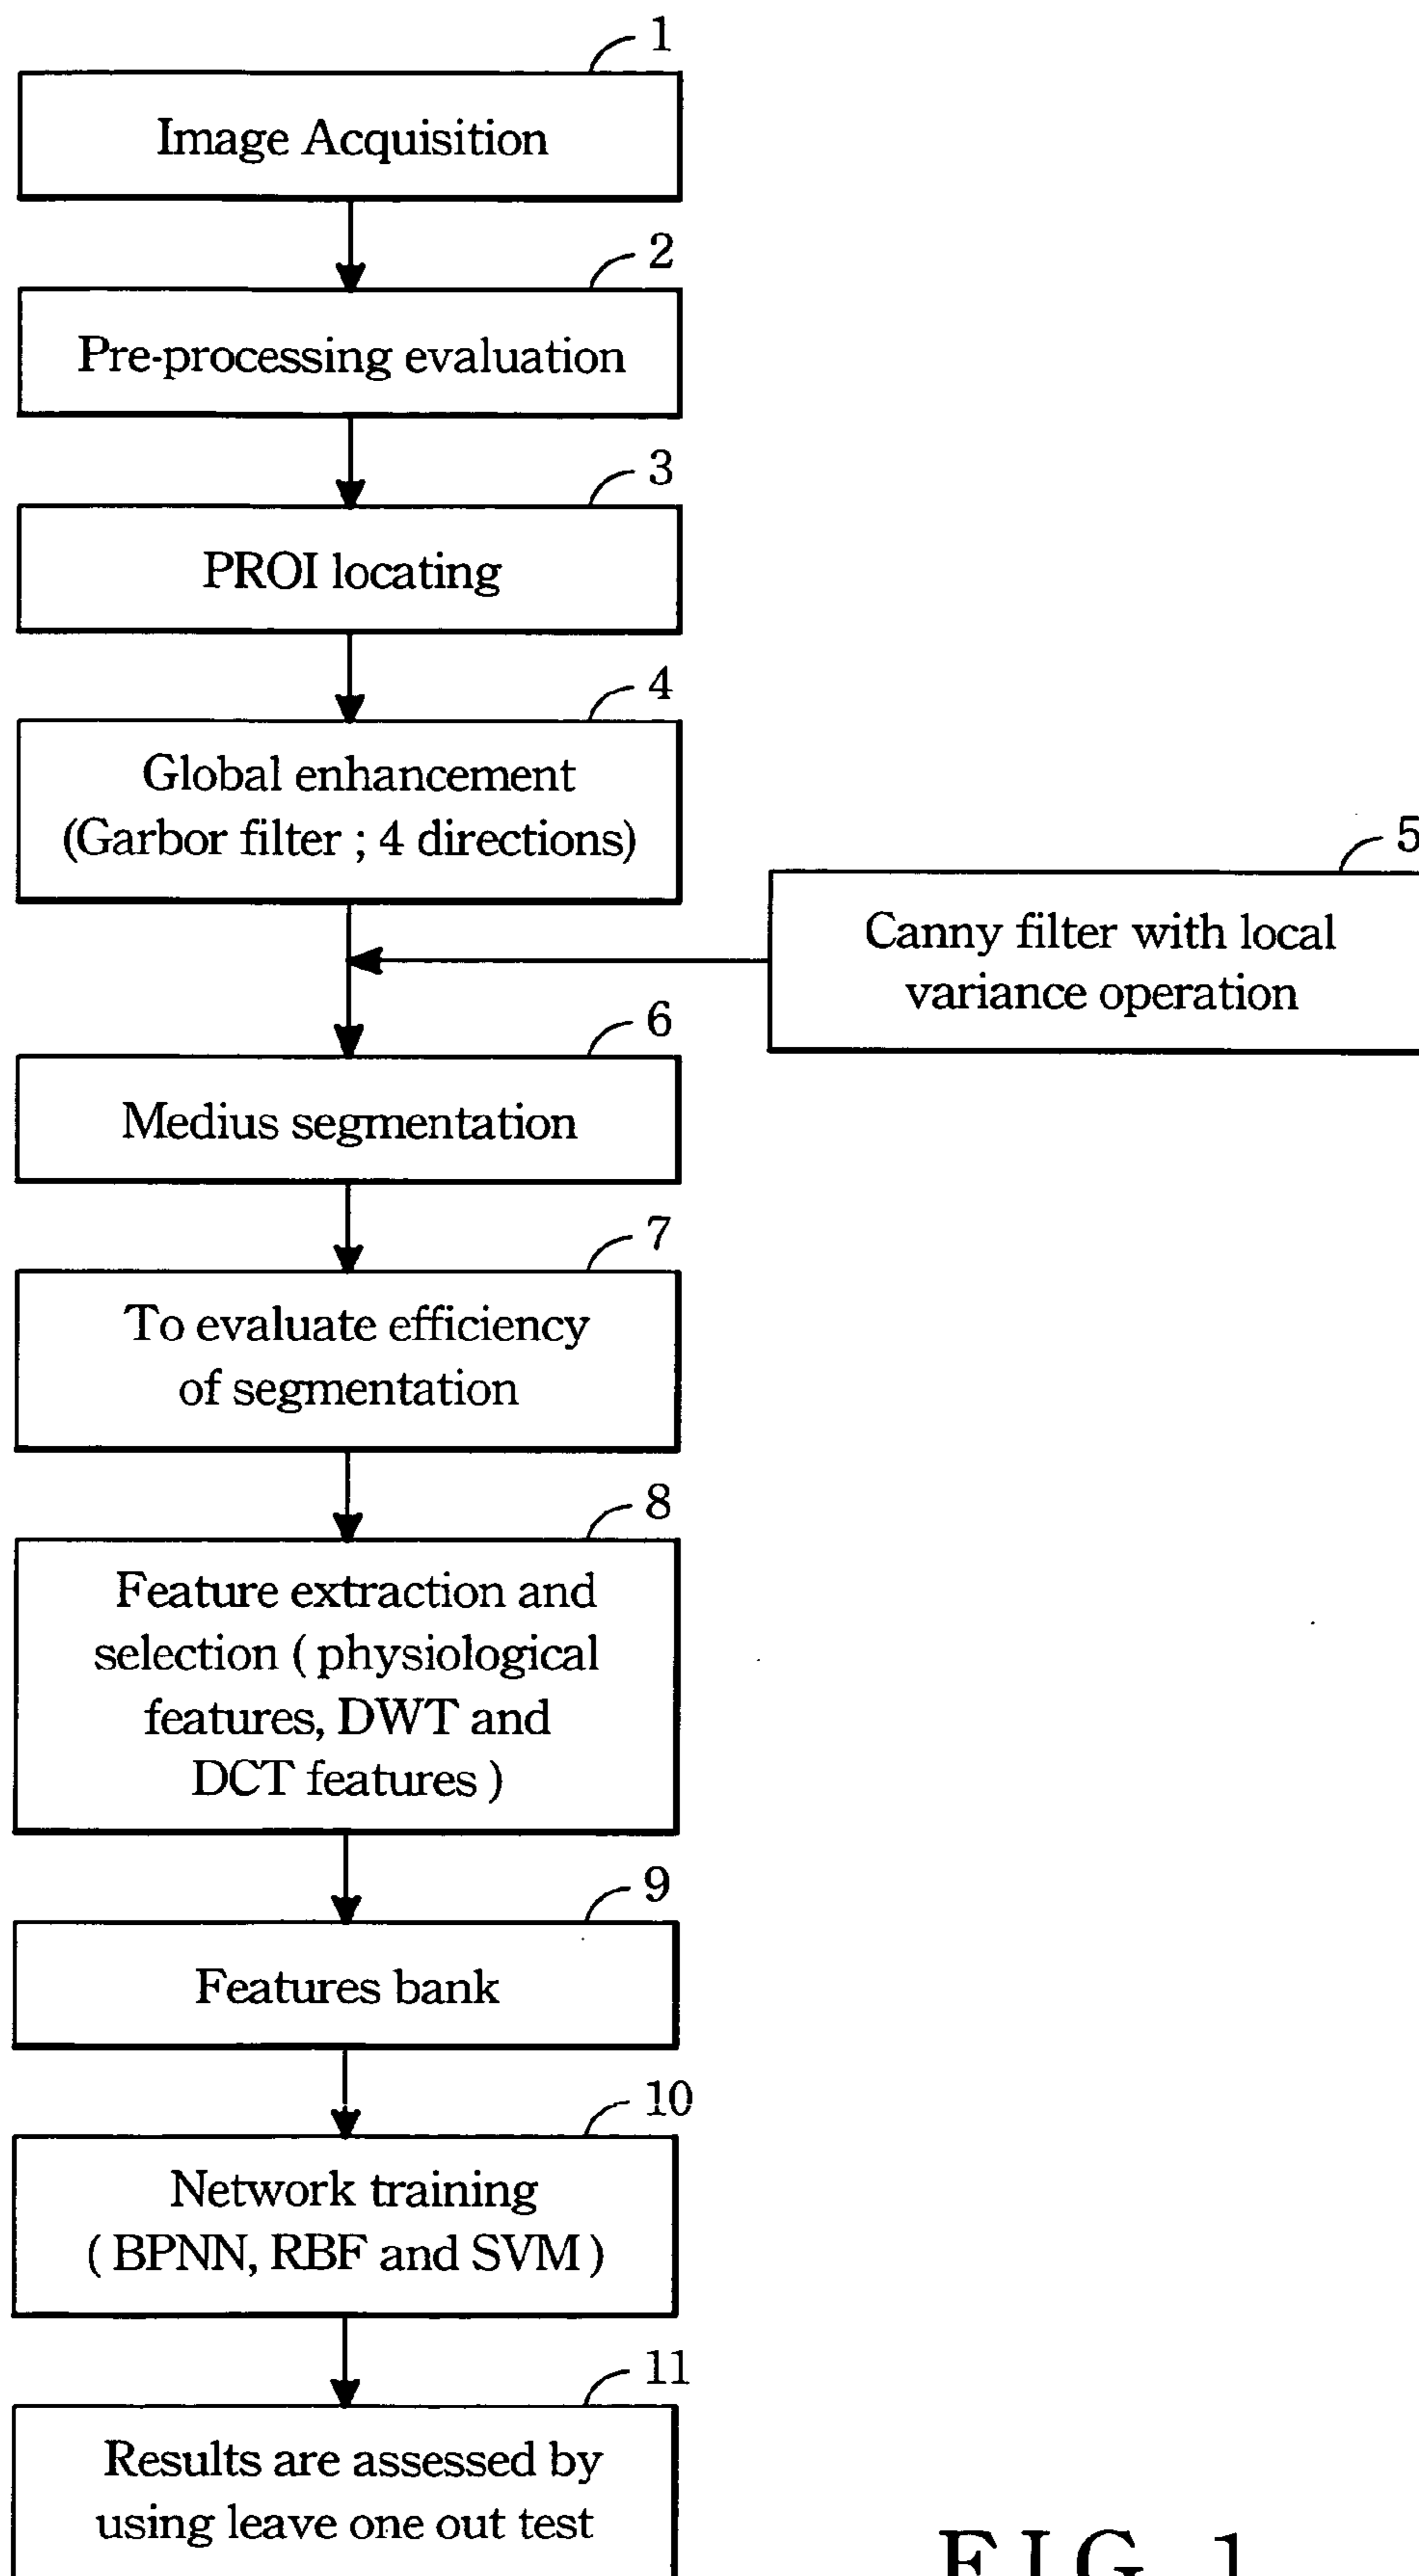 1
Image Acquisition
2
Pre-processing evaluation
3
PROI locating
4
Global enhancement
(Garbor filter ; 4 directions)
5
Canny filter with local
variance operation
6
Medius segmentation
7
To evaluate efficiency
of segmentation
8
Feature extraction and
selection ( physiological
features, DWT and
DCT features )
9
Features bank
10
Network training
( BPNN, RBF and SVM )
11
Results are assessed by
using leave one out test
FIG. 1